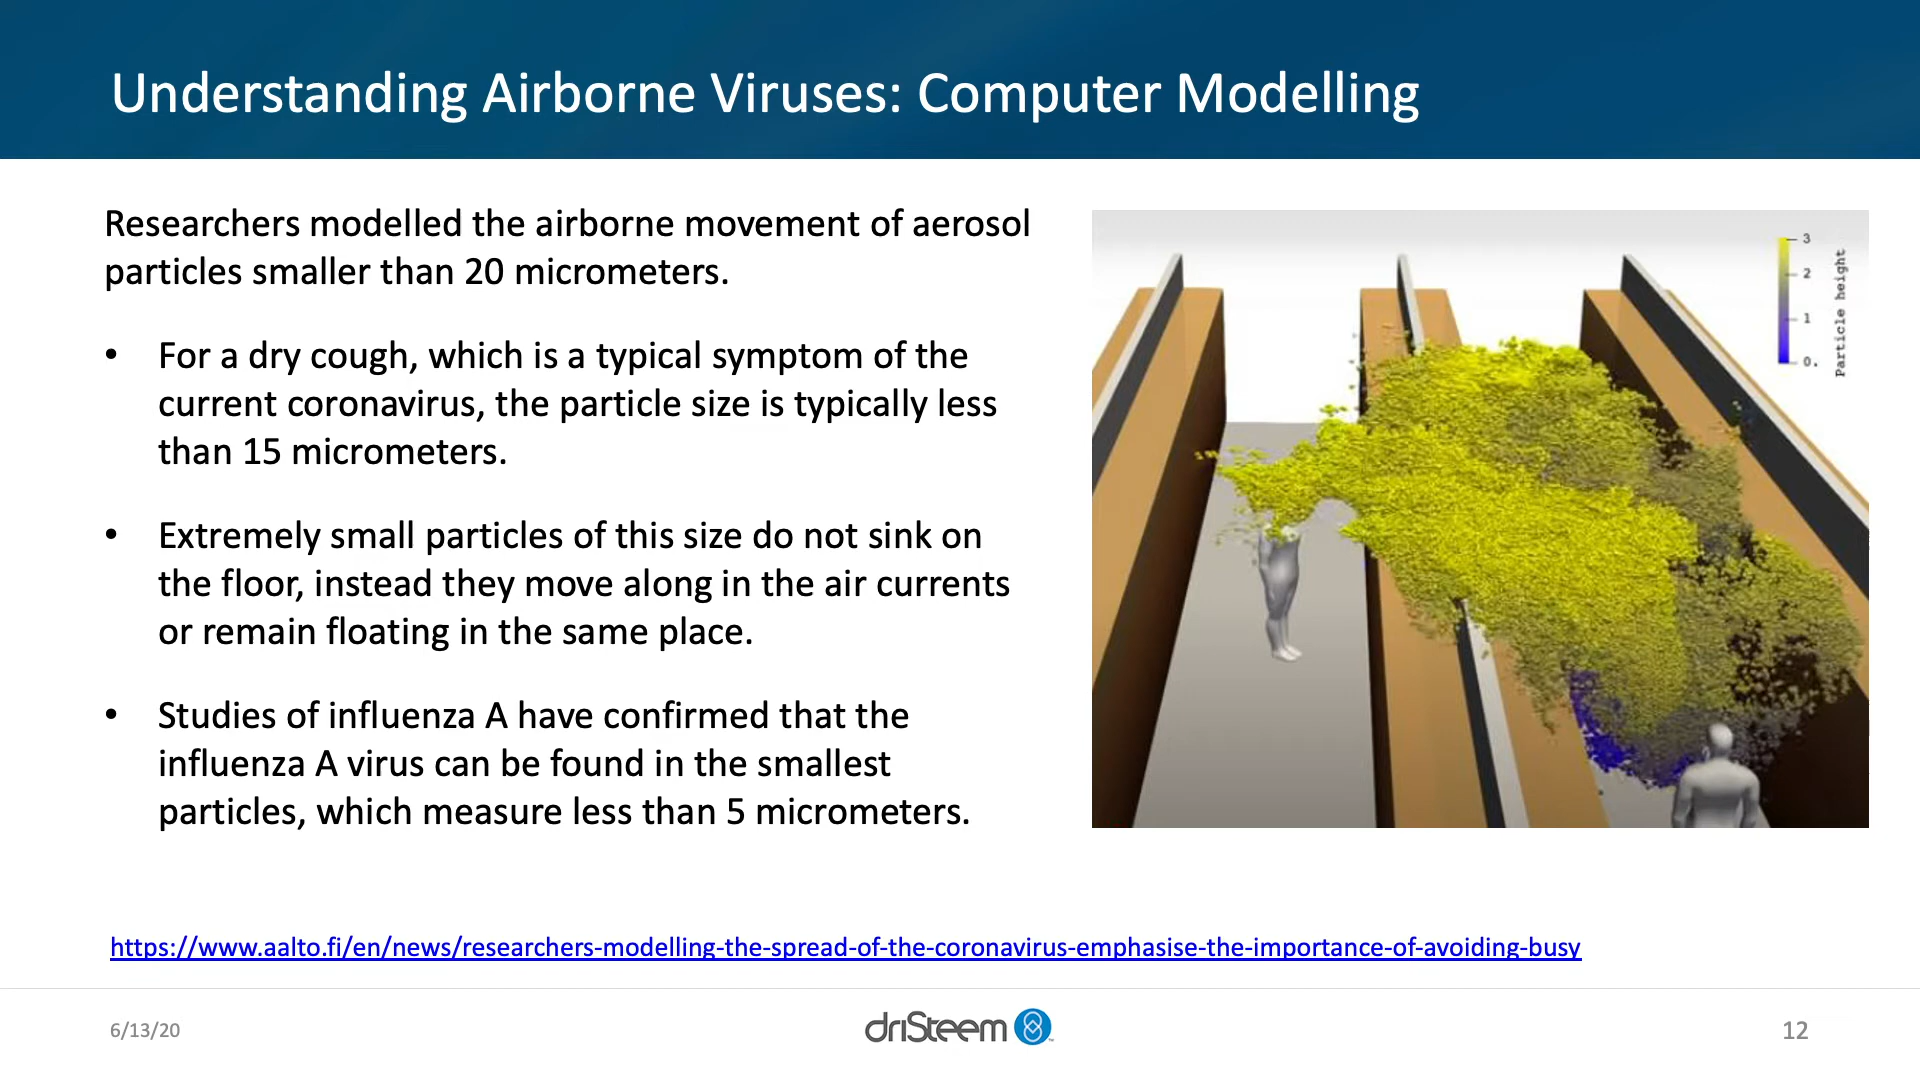 Understanding Airborne Viruses: Computer Modelling
Researchers modelled the airborne movement of aerosol
particles smaller than 20 micrometers.
• For a dry cough, which is a typical symptom of the
current coronavirus, the particle size is typically less
than 15 micrometers.
• Extremely small particles of this size do not sink on
the floor, instead they move along in the air currents
or remain floating in the same place.
• Studies of influenza A have confirmed that the
influenza A virus can be found in the smallest
particles, which measure less than 5 micrometers.
3
2
1
0.
Particle height
https://www.aalto.fi/en/news/researchers-modelling-the-spread-of-the-coronavirus-emphasise-the-importance-of-avoiding-busy
6/13/20
driSteem
12